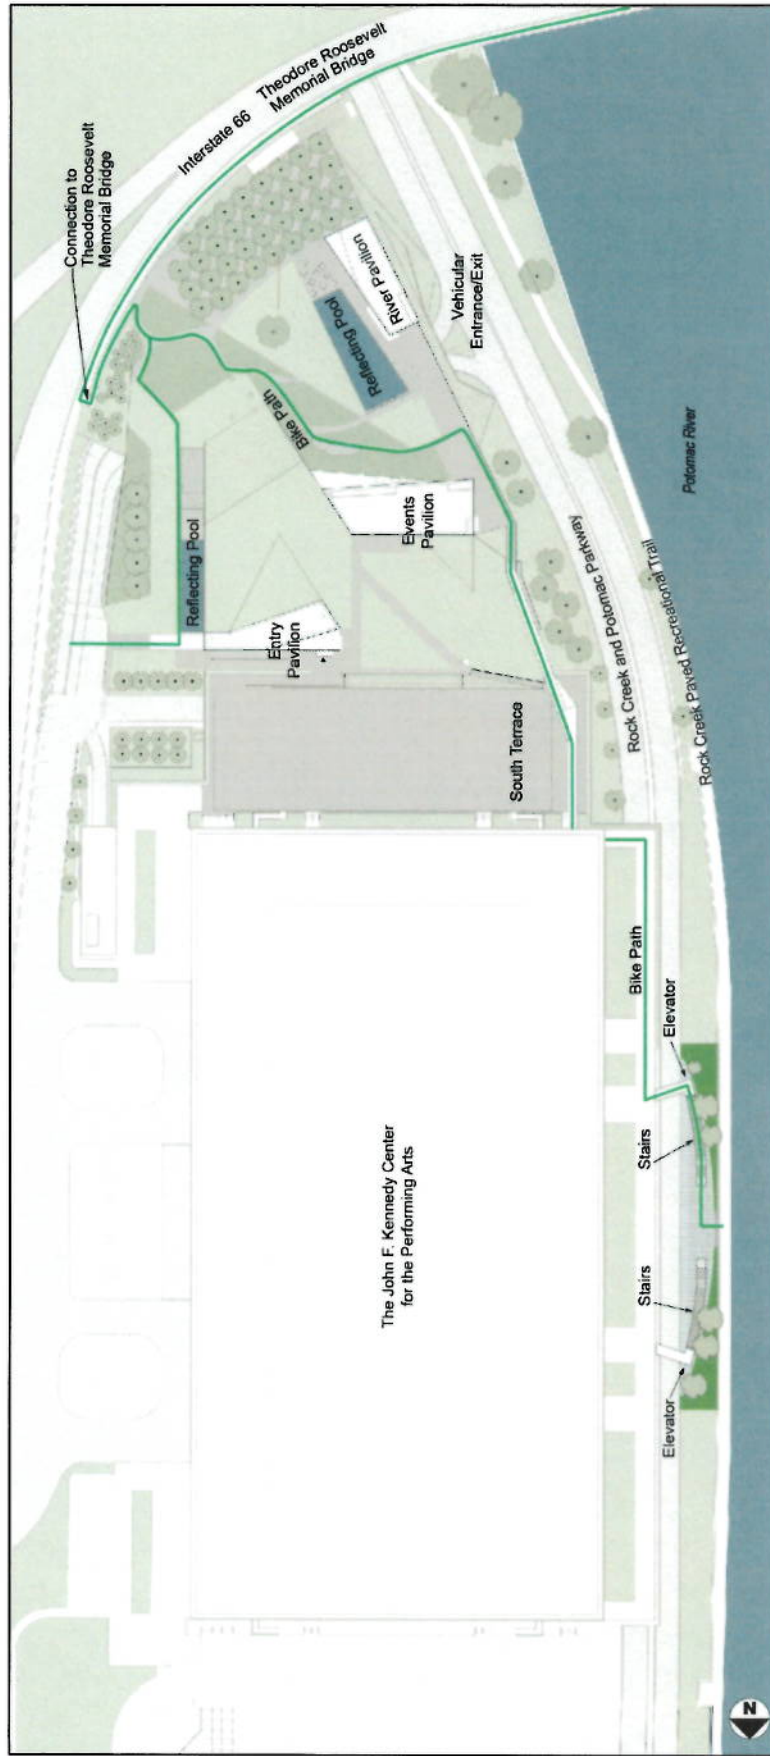 Interstate 66
Theodore Roosevelt
Memorial Bridge
Connection to
Theodore Roosevelt
Memorial Bridge
River Pavilion
Reflecting Pool
Vehicular
Entrance/Exit
Bike Path
Events
Pavilion
Reflecting Pool
Entry
Pavilion
Potomac River
Rock Creek and Potomac Parkway
Rock Creek Paved Recreational Trail
South Terrace
Bike Path
Elevator
Stairs
The John F. Kennedy Center
for the Performing Arts
Stairs
Elevator
N